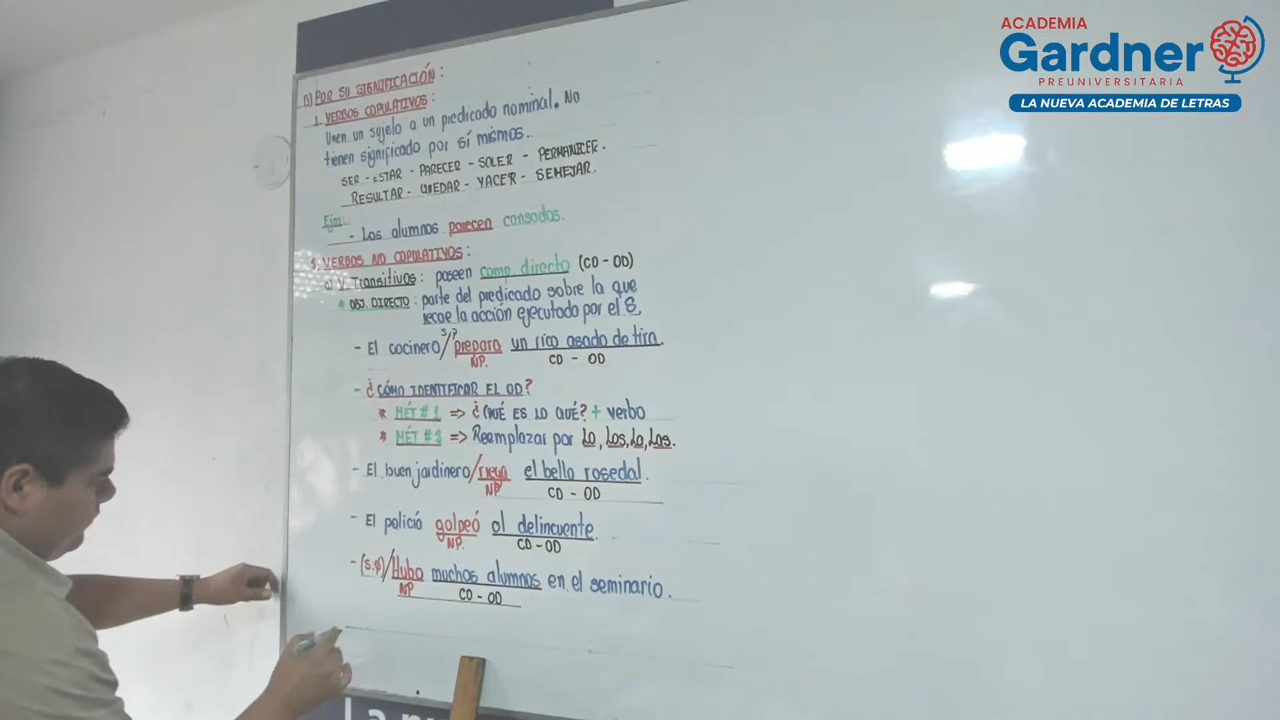 ACADEMIA
Gardner
PREUNIVERSITARIA
LA NUEVA ACADEMIA DE LETRAS
B) POR SU SIGNIFICACIÓN :
1. VERBOS COPULATIVOS :
Unen un sujeto a un predicado nominal. No
tienen significado por sí mismos.
SER - ESTAR - PARECER - SOLER - PERMANECER.
RESULTAR - QUEDAR - YACER - SEMEJAR.
Ejm:
- Los alumnos parecen cansados.
2. VERBOS NO COPULATIVOS :
a) V. Transitivos : poseen comp. directo (CD - OD)
* OBJ. DIRECTO : parte del predicado sobre la que
recae la acción ejecutado por el S.
- El cocinero / prepara un rico asado de tira.
NP. CD - OD
- ¿CÓMO IDENTIFICAR EL OD?
* MÉT # 1 => ¿QUÉ ES LO QUÉ? + verbo
* MÉT # 2 => Reemplazar por Lo, Los, La, Las.
- El buen jardinero / riega el bello rosedal.
NP CD - OD
- El policía golpeó al delincuente.
NP. CD - OD
- (S.Ø) / Hubo muchos alumnos en el seminario.
NP CD - OD